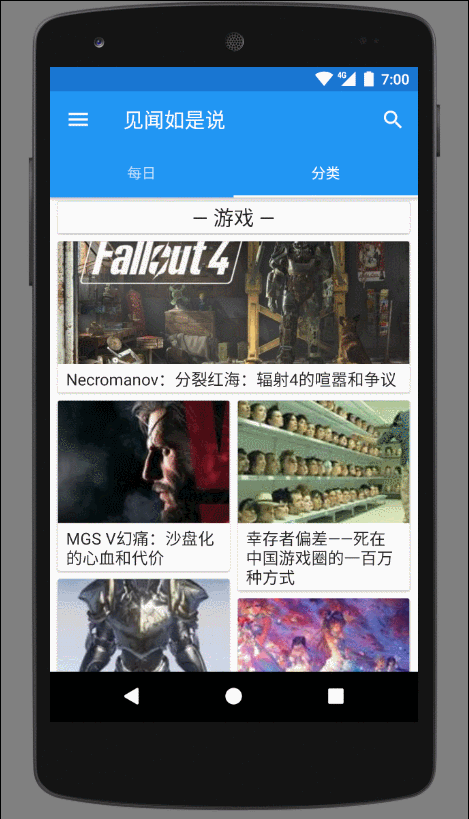 4G 7:00
见闻如是说
每日 分类
— 游戏 —
Fallout 4
Necromanov：分裂红海：辐射4的喧嚣和争议
MGS V幻痛：沙盘化
的心血和代价
幸存者偏差——死在
中国游戏圈的一百万
种方式